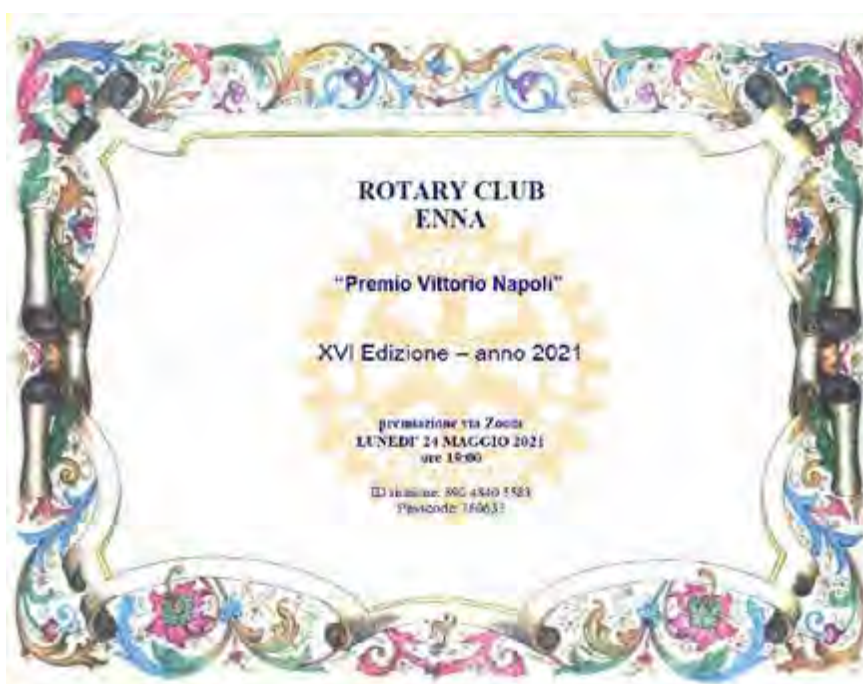 ROTARY CLUB
ENNA
“Premio Vittorio Napoli”
XVI Edizione – anno 2021
premiazione via Zoom
LUNEDI' 24 MAGGIO 2021
ore 19:00
ID riunione: 4840
Passcode: